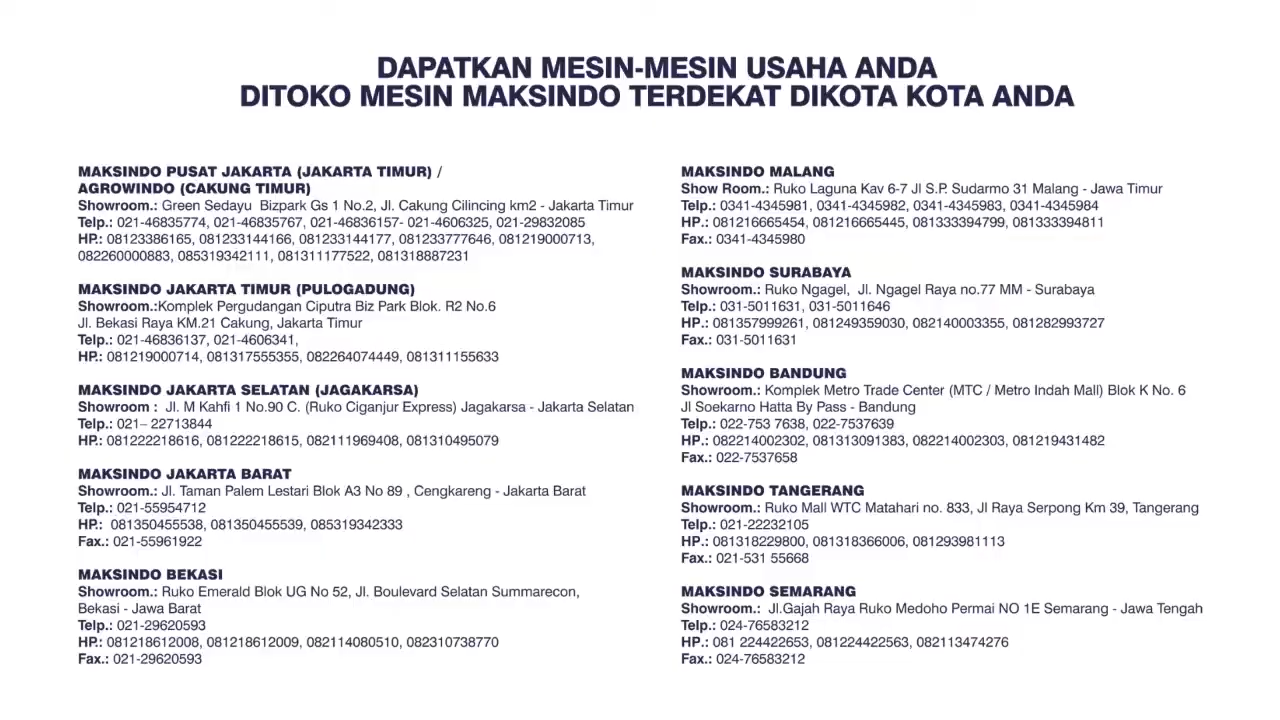 DAPATKAN MESIN-MESIN USAHA ANDA
DITOKO MESIN MAKSINDO TERDEKAT DIKOTA KOTA ANDA
MAKSINDO PUSAT JAKARTA (JAKARTA TIMUR) /
AGROWINDO (CAKUNG TIMUR)
Showroom.: Green Sedayu Bizpark Gs 1 No.2, Jl. Cakung Cilincing km2 - Jakarta Timur
Telp.: 021-46835774, 021-46835767, 021-46836157- 021-4606325, 021-29832085
HP.: 08123386165, 081233144166, 081233144177, 081233777646, 081219000713,
082260000883, 085319342111, 081311177522, 081318887231
MAKSINDO JAKARTA TIMUR (PULOGADUNG)
Showroom.:Komplek Pergudangan Ciputra Biz Park Blok. R2 No.6
Jl. Bekasi Raya KM.21 Cakung, Jakarta Timur
Telp.: 021-46836137, 021-4606341,
HP.: 081219000714, 081317555355, 082264074449, 081311155633
MAKSINDO JAKARTA SELATAN (JAGAKARSA)
Showroom : Jl. M Kahfi 1 No.90 C. (Ruko Ciganjur Express) Jagakarsa - Jakarta Selatan
Telp.: 021– 22713844
HP.: 081222218616, 081222218615, 082111969408, 081310495079
MAKSINDO JAKARTA BARAT
Showroom.: Jl. Taman Palem Lestari Blok A3 No 89 , Cengkareng - Jakarta Barat
Telp.: 021-55954712
HP.: 081350455538, 081350455539, 085319342333
Fax.: 021-55961922
MAKSINDO BEKASI
Showroom.: Ruko Emerald Blok UG No 52, Jl. Boulevard Selatan Summarecon,
Bekasi - Jawa Barat
Telp.: 021-29620593
HP.: 081218612008, 081218612009, 082114080510, 082310738770
Fax.: 021-29620593
MAKSINDO MALANG
Show Room.: Ruko Laguna Kav 6-7 Jl S.P. Sudarmo 31 Malang - Jawa Timur
Telp.: 0341-4345981, 0341-4345982, 0341-4345983, 0341-4345984
HP.: 081216665454, 081216665445, 081333394799, 081333394811
Fax.: 0341-4345980
MAKSINDO SURABAYA
Showroom.: Ruko Ngagel, Jl. Ngagel Raya no.77 MM - Surabaya
Telp.: 031-5011631, 031-5011646
HP.: 081357999261, 081249359030, 082140003355, 081282993727
Fax.: 031-5011631
MAKSINDO BANDUNG
Showroom.: Komplek Metro Trade Center (MTC / Metro Indah Mall) Blok K No. 6
Jl Soekarno Hatta By Pass - Bandung
Telp.: 022-753 7638, 022-7537639
HP.: 082214002302, 081313091383, 082214002303, 081219431482
Fax.: 022-7537658
MAKSINDO TANGERANG
Showroom.: Ruko Mall WTC Matahari no. 833, Jl Raya Serpong Km 39, Tangerang
Telp.: 021-22232105
HP.: 081318229800, 081318366006, 081293981113
Fax.: 021-531 55668
MAKSINDO SEMARANG
Showroom.: Jl.Gajah Raya Ruko Medoho Permai NO 1E Semarang - Jawa Tengah
Telp.: 024-76583212
HP.: 081 224422653, 081224422563, 082113474276
Fax.: 024-76583212